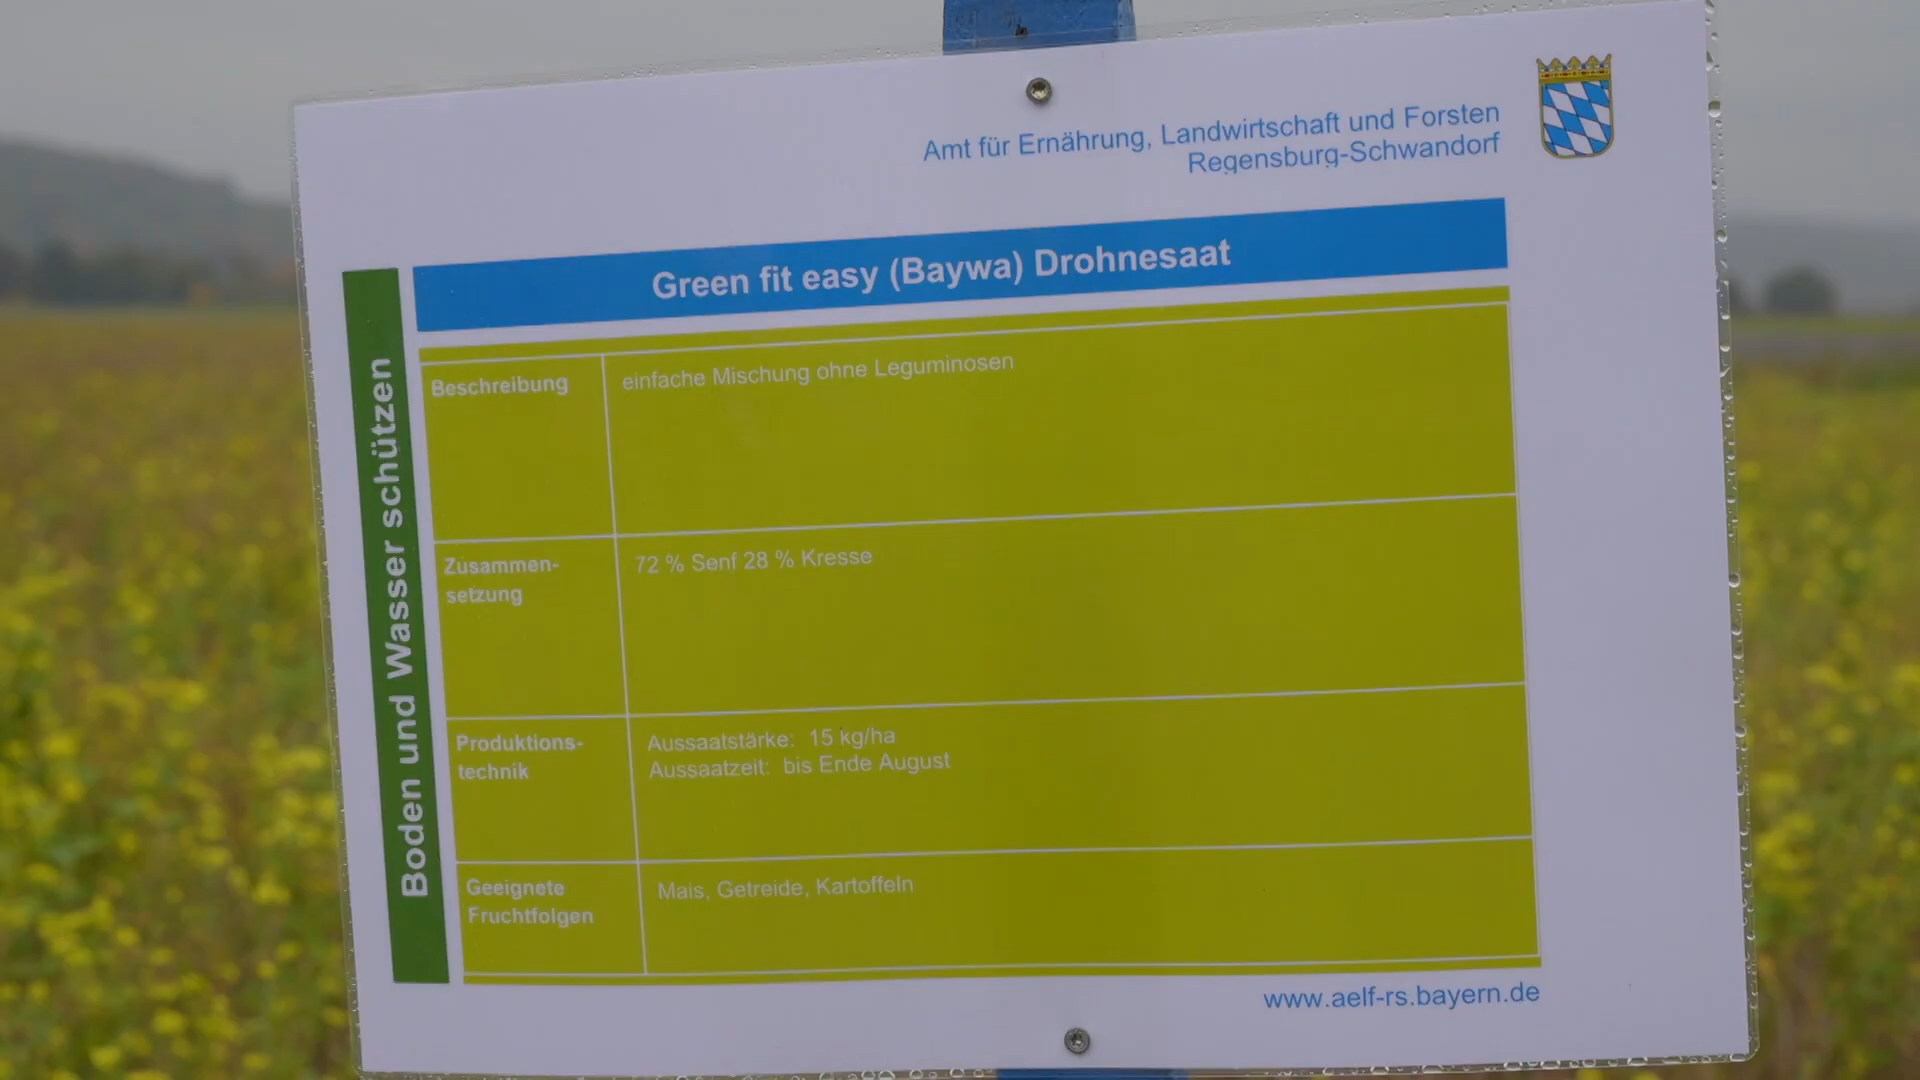 Amt für Ernährung, Landwirtschaft und Forsten
Regensburg-Schwandorf
Boden und Wasser schützen
Green fit easy (Baywa) Drohnesaat
Beschreibung
einfache Mischung ohne Leguminosen
Zusammen-
setzung
72 % Senf 28 % Kresse
Produktions-
technik
Aussaatstärke: 15 kg/ha
Aussaatzeit: bis Ende August
Geeignete
Fruchtfolgen
Mais, Getreide, Kartoffeln
www.aelf-rs.bayern.de